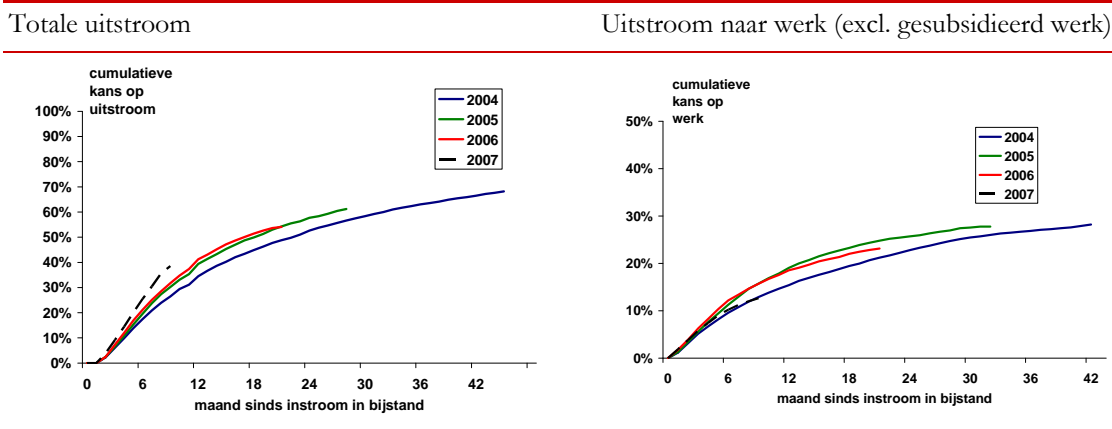 Totale uitstroom
Uitstroom naar werk (excl. gesubsidieerd werk)
cumulatieve
kans op
uitstroom
100%
90%
80%
70%
60%
50%
40%
30%
20%
10%
0%
2004
2005
2006
2007
0 6 12 18 24 30 36 42
maand sinds instroom in bijstand
cumulatieve
kans op
werk
50%
40%
30%
20%
10%
0%
2004
2005
2006
2007
0 6 12 18 24 30 36 42
maand sinds instroom in bijstand